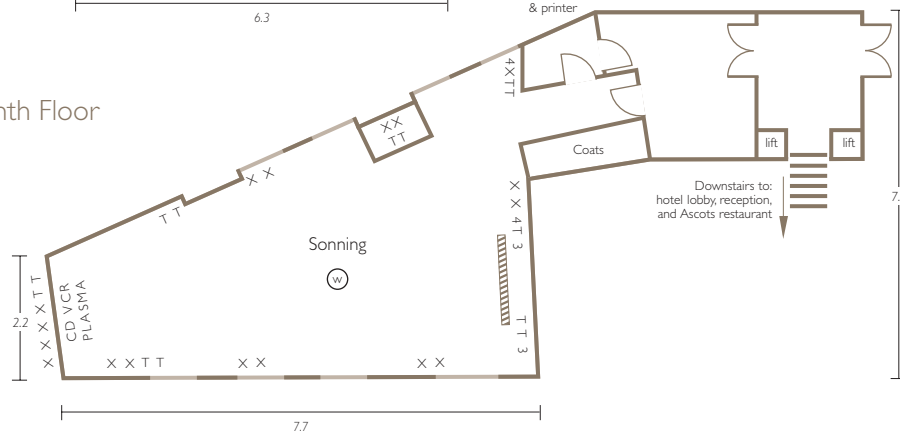 6.3
& printer
nth Floor
4XTT
XX
TT
lift
lift
Coats
X X
T T
Downstairs to:
hotel lobby, reception,
and Ascots restaurant
7.
X X 4T 3
Sonning
w
X X X X T T
CD VCR
PLASMA
2.2
T T 3
X X T T
X X
X X
7.7